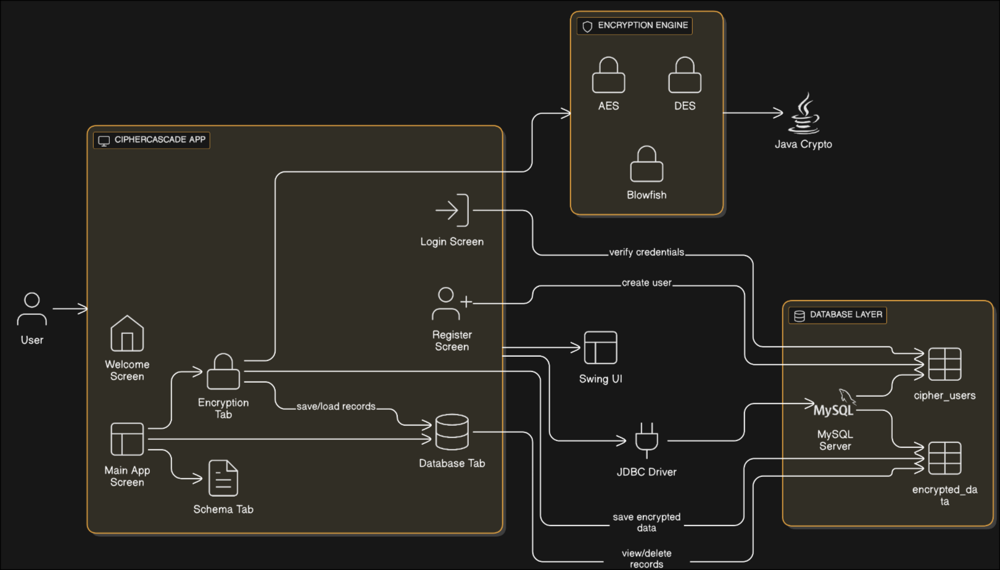 ENCRYPTION ENGINE
AES
DES
Blowfish
Java Crypto
CIPHERCASCADE APP
Login Screen
verify credentials
create user
Register
Screen
User
Welcome
Screen
Encryption
Tab
save/load records
Main App
Screen
Schema Tab
Database Tab
Swing UI
JDBC Driver
save encrypted
data
view/delete
records
DATABASE LAYER
cipher_users
MySQL
MySQL
Server
encrypted_da
ta